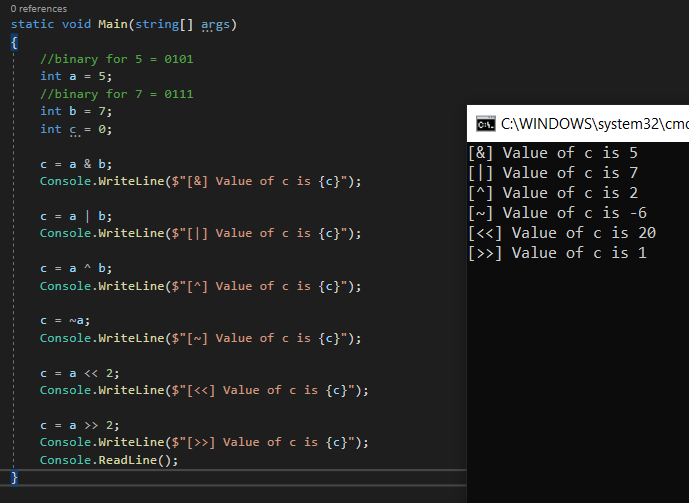 0 references
static void Main(string[] args)
{
//binary for 5 = 0101
int a = 5;
//binary for 7 = 0111
int b = 7;
int c = 0;
c = a & b;
Console.WriteLine($"[&] Value of c is {c}");
c = a | b;
Console.WriteLine($"[|] Value of c is {c}");
c = a ^ b;
Console.WriteLine($"[^] Value of c is {c}");
c = ~a;
Console.WriteLine($"[~] Value of c is {c}");
c = a << 2;
Console.WriteLine($"[<<] Value of c is {c}");
c = a >> 2;
Console.WriteLine($"[>>] Value of c is {c}");
Console.ReadLine();
}
C:\WINDOWS\system32\cmd
[&] Value of c is 5
[|] Value of c is 7
[^] Value of c is 2
[~] Value of c is -6
[<<] Value of c is 20
[>>] Value of c is 1